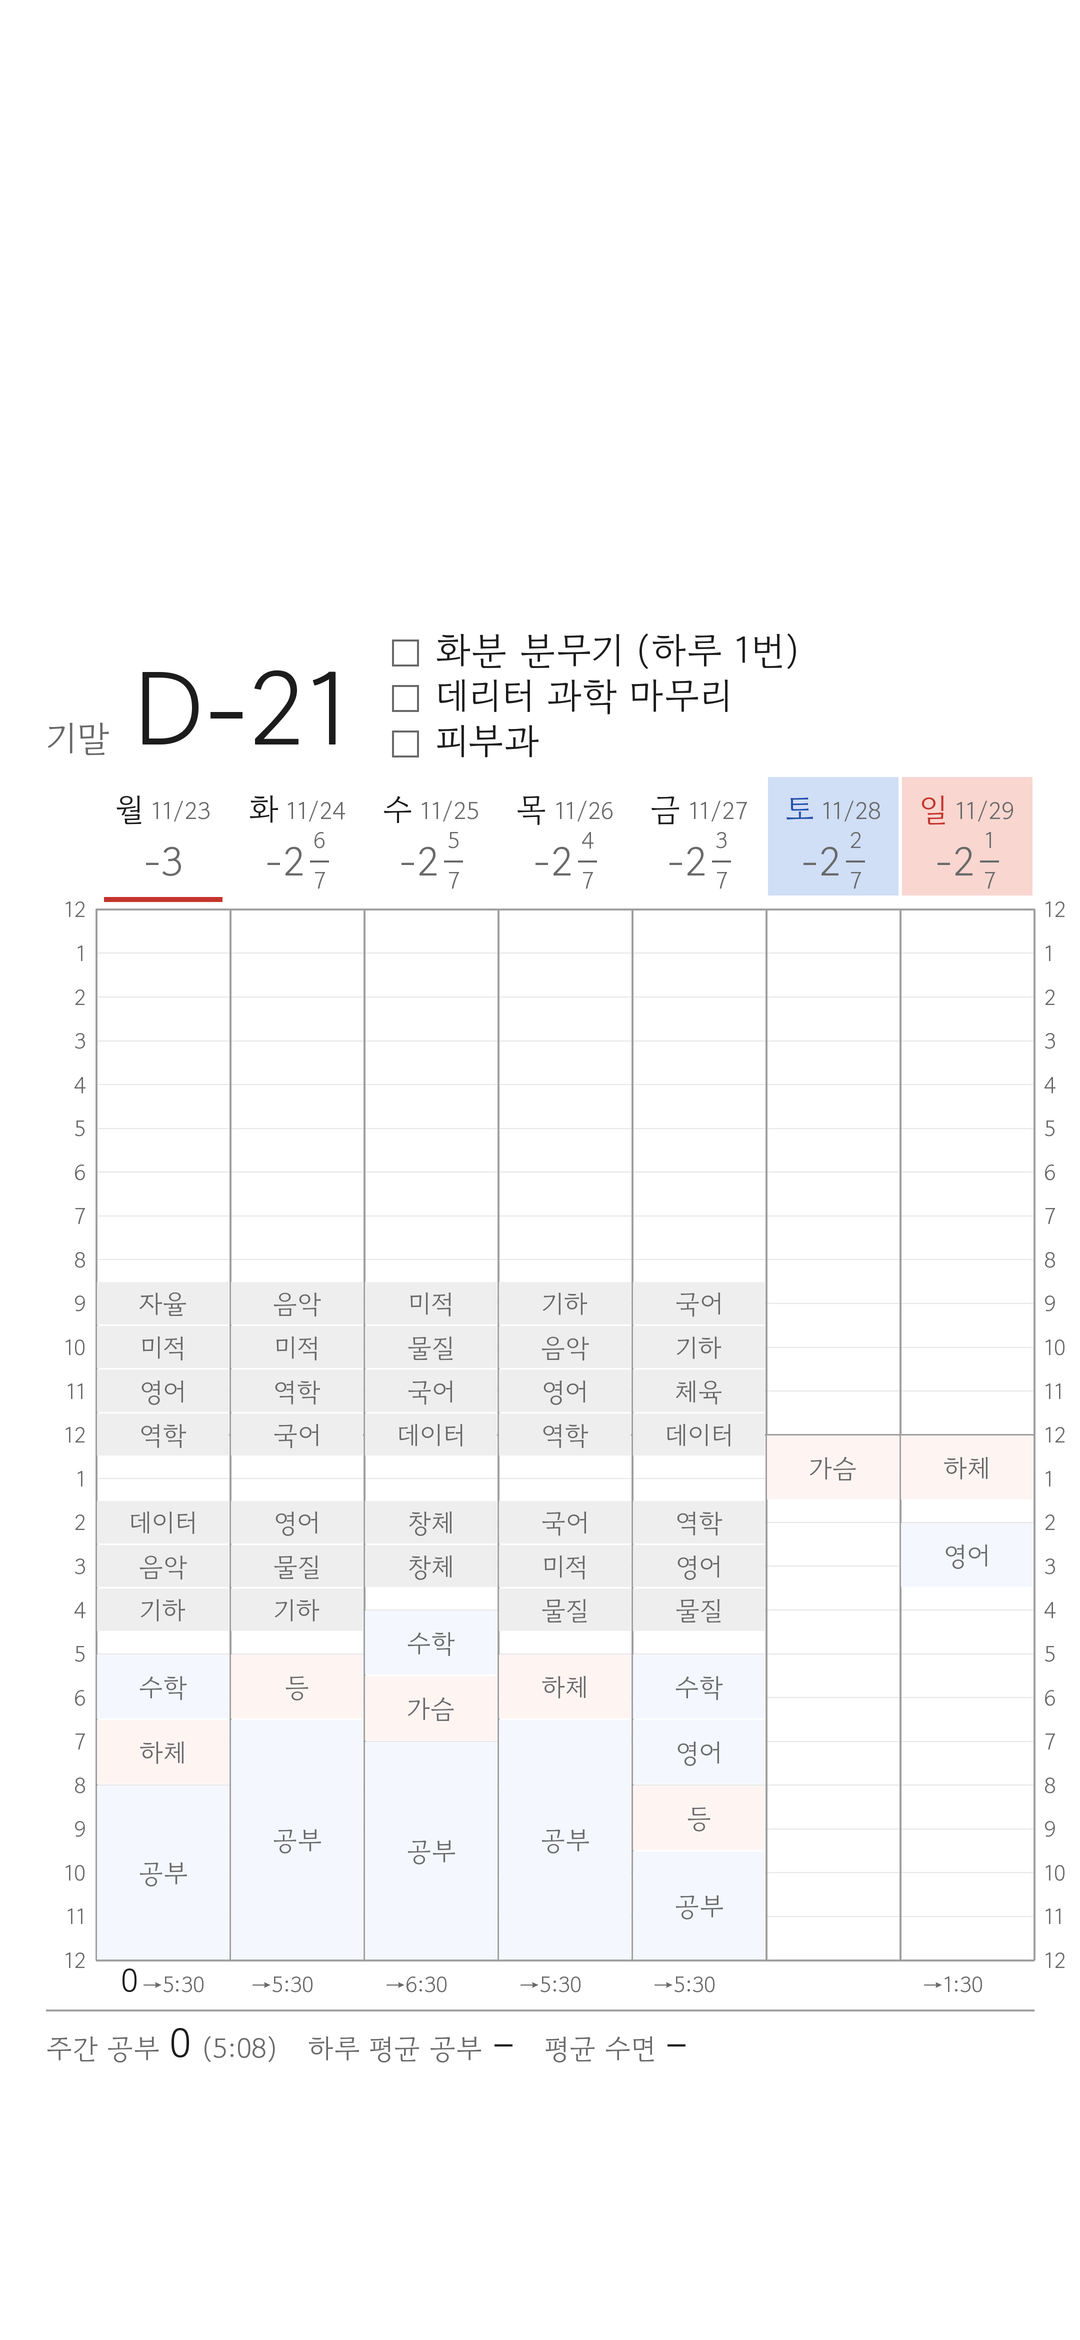 기말 D-21
□ 화분 분무기 (하루 1번)
□ 데리터 과학 마무리
□ 피부과
월 11/23 화 11/24 수 11/25 목 11/26 금 11/27 토 11/28 일 11/29
-3 -2 6/7 -2 5/7 -2 4/7 -2 3/7 -2 2/7 -2 1/7
12 12
1 1
2 2
3 3
4 4
5 5
6 6
7 7
8 8
9 자율 음악 미적 기하 국어 9
10 미적 미적 물질 음악 기하 10
11 영어 역학 국어 영어 체육 11
12 역학 국어 데이터 역학 데이터 12
가슴 하체
1 1
2 데이터 영어 창체 국어 역학 2
영어
3 음악 물질 창체 미적 영어 3
4 기하 기하 물질 물질 4
수학
5 5
수학 등 하체 수학
6 6
가슴
7 7
하체 영어
8 8
등
9 9
공부 공부 공부
10 공부 10
공부
11 11
12 12
0 →5:30 →5:30 →6:30 →5:30 →5:30 →1:30
주간 공부 0 (5:08) 하루 평균 공부 – 평균 수면 –